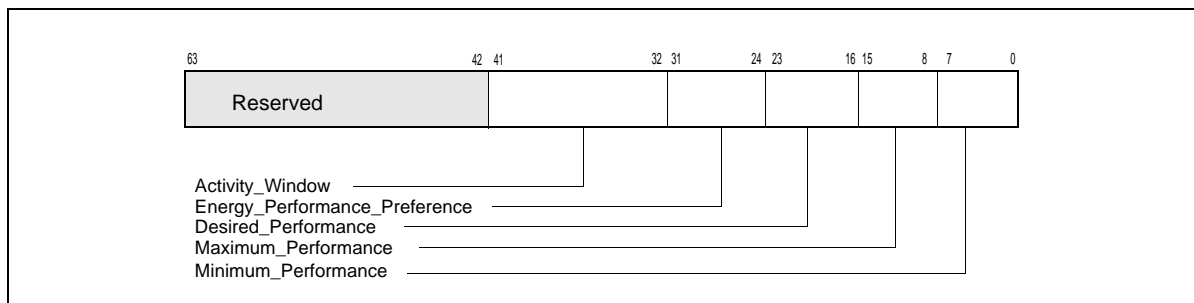 63 42 41 32 31 24 23 16 15 8 7 0
Reserved
Activity_Window
Energy_Performance_Preference
Desired_Performance
Maximum_Performance
Minimum_Performance